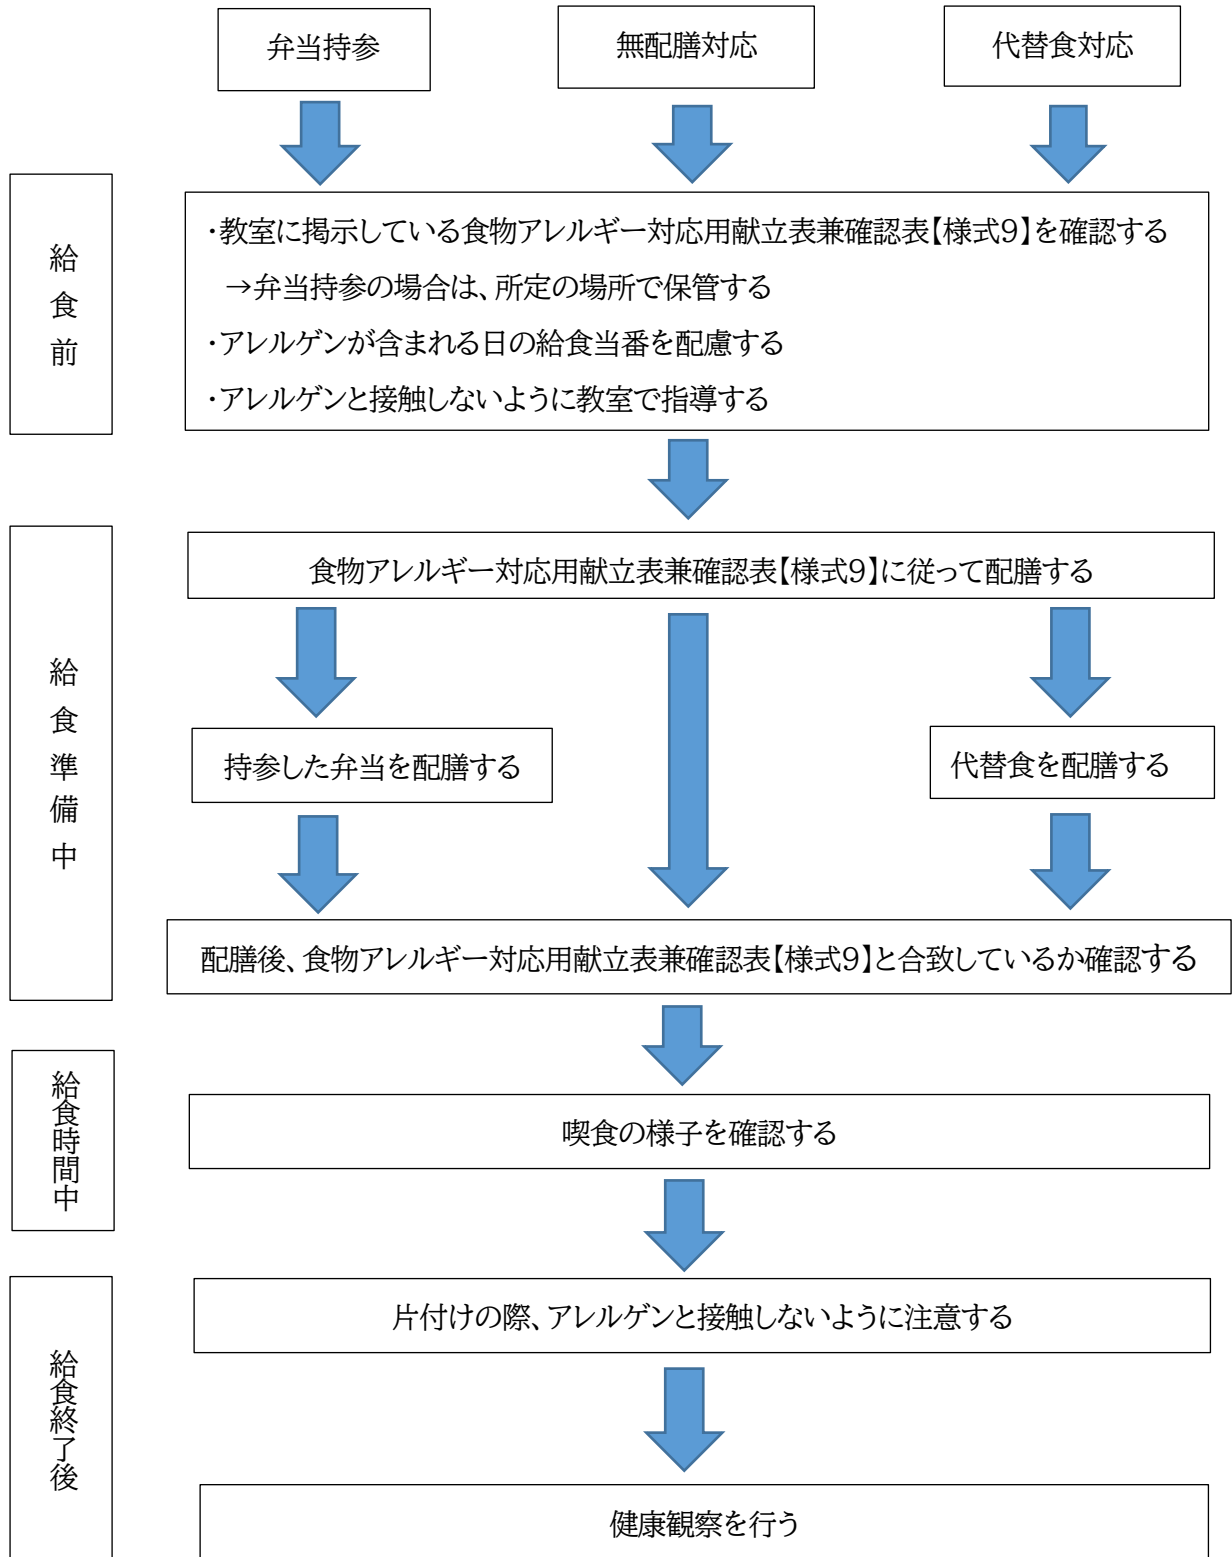 弁当持参
無配膳対応
代替食対応
給食前
・教室に掲示している食物アレルギー対応用献立表兼確認表【様式9】を確認する
→弁当持参の場合は、所定の場所で保管する
・アレルゲンが含まれる日の給食当番を配慮する
・アレルゲンと接触しないように教室で指導する
給食準備中
食物アレルギー対応用献立表兼確認表【様式9】に従って配膳する
持参した弁当を配膳する
代替食を配膳する
配膳後、食物アレルギー対応用献立表兼確認表【様式9】と合致しているか確認する
給食時間中
喫食の様子を確認する
給食終了後
片付けの際、アレルゲンと接触しないように注意する
健康観察を行う